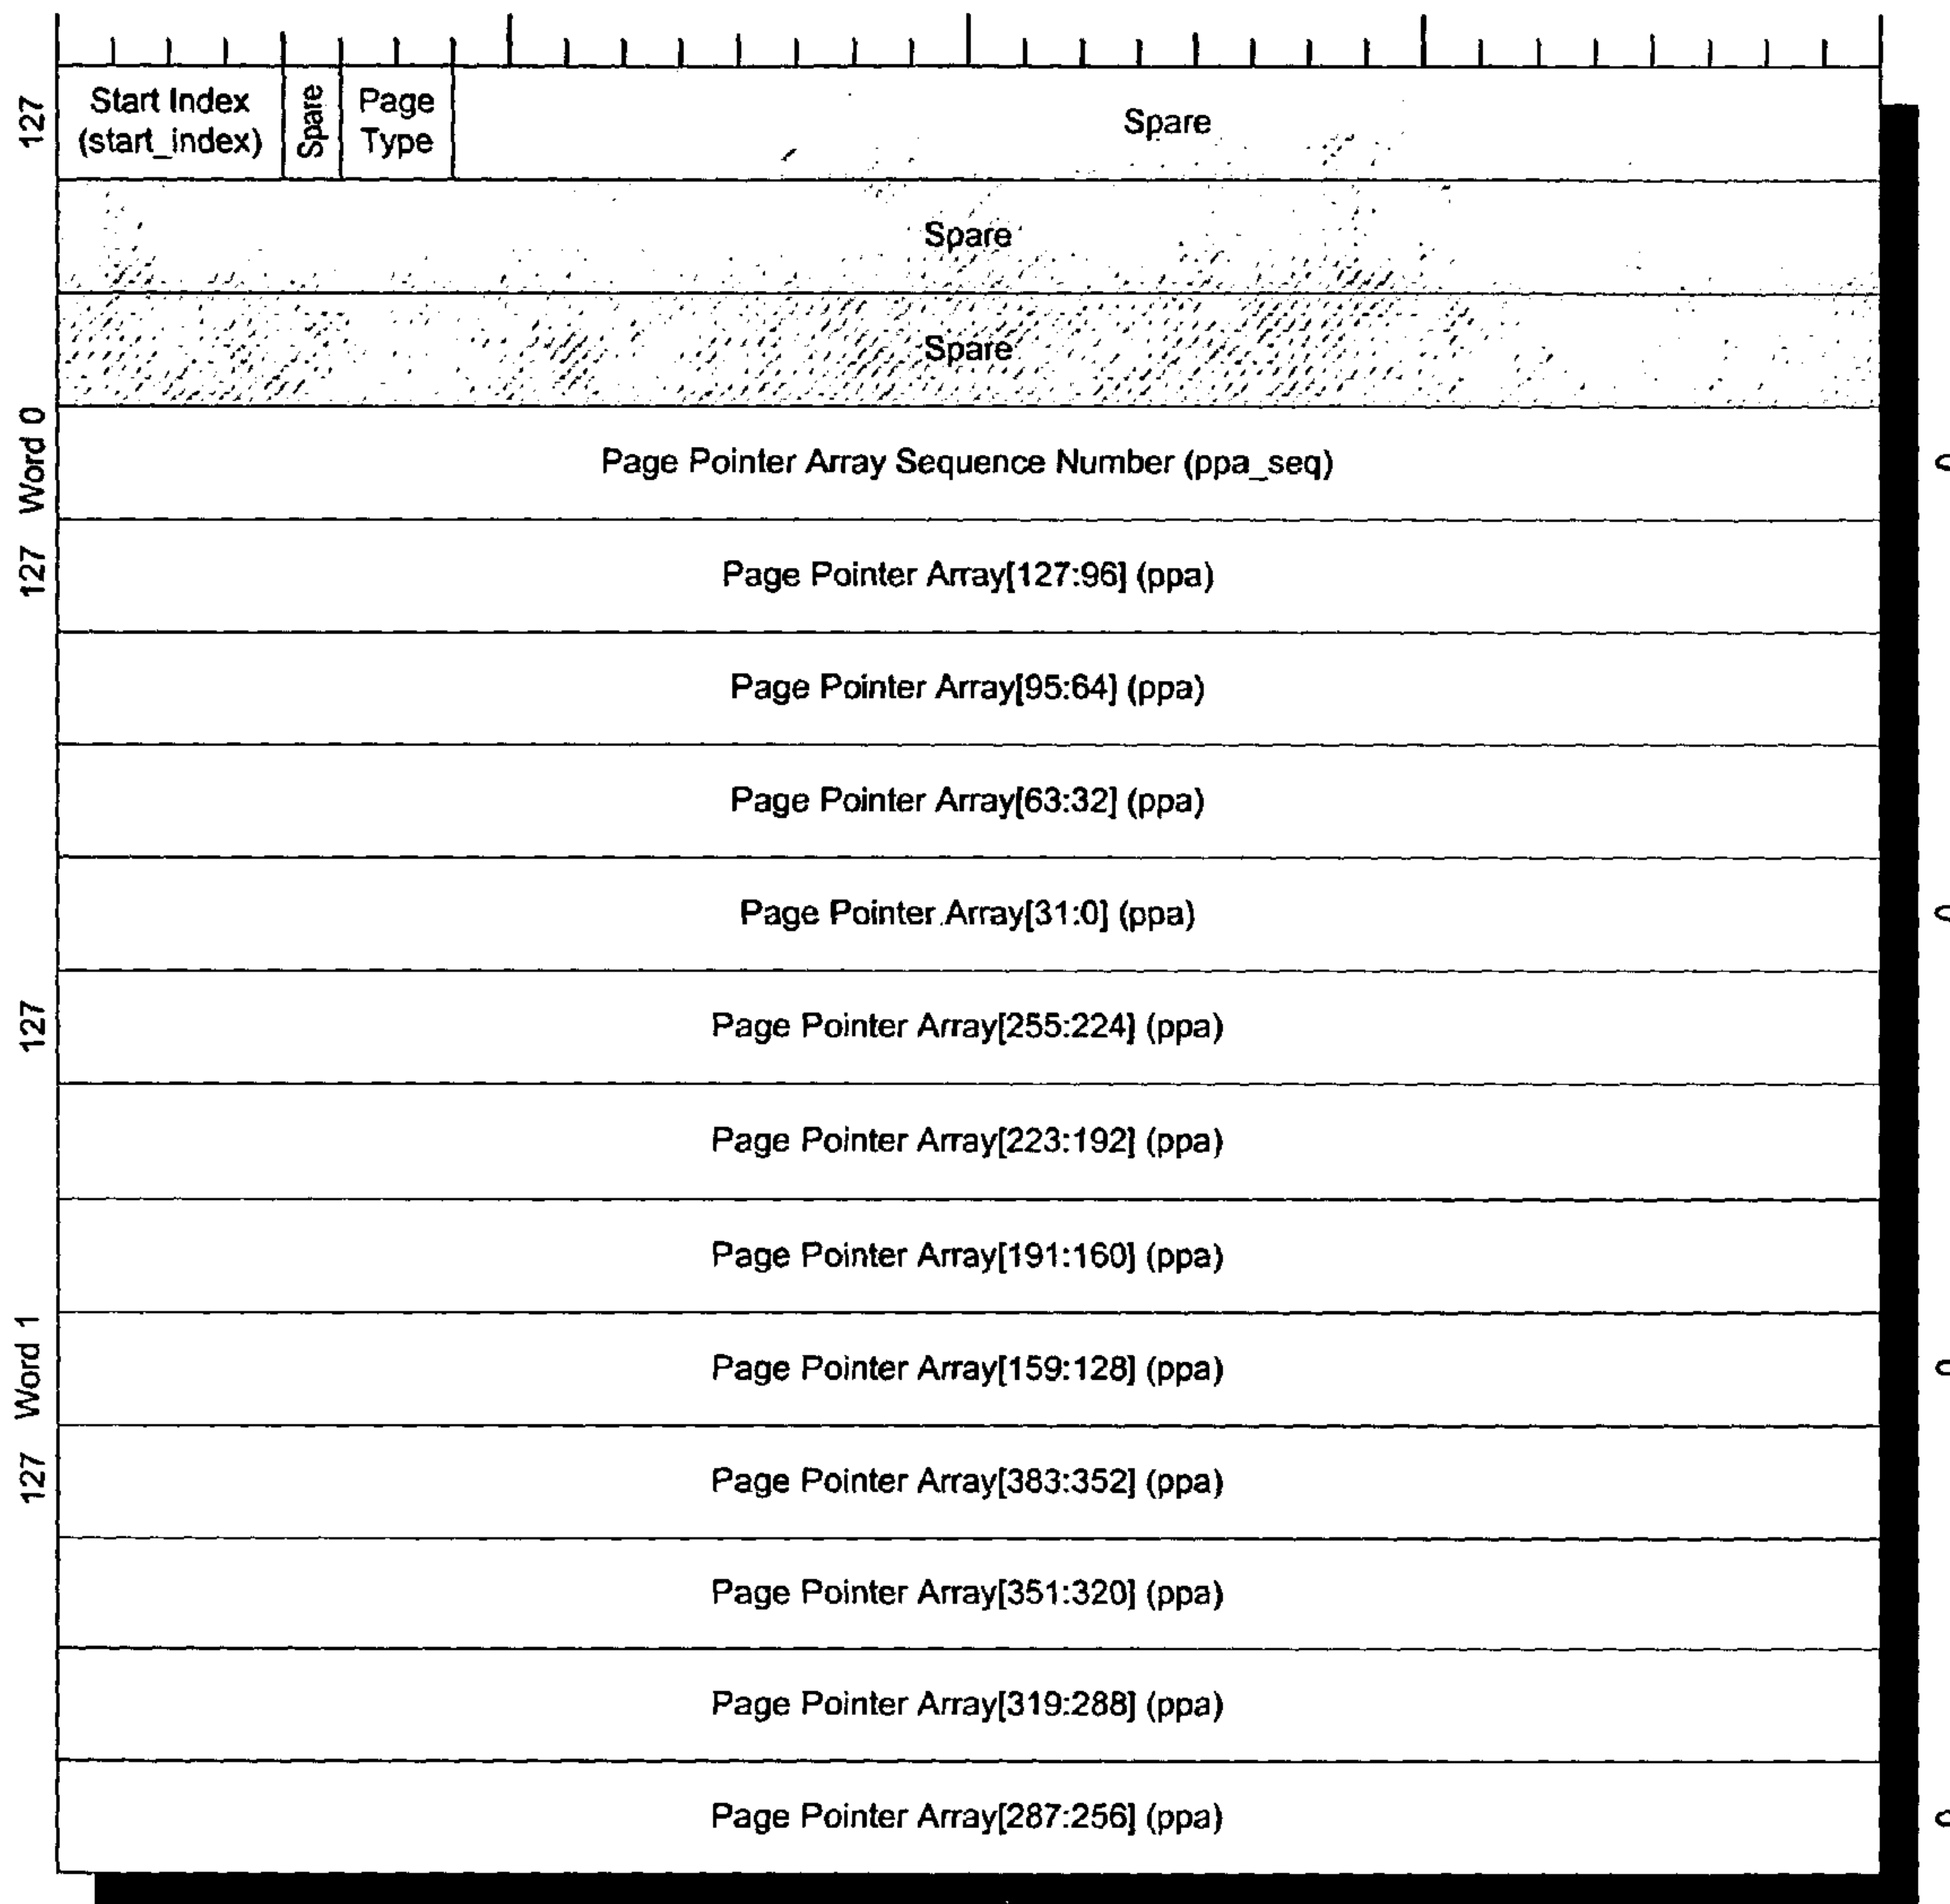 127
Start Index
(start_index)
Spare
Page
Type
Spare
Spare
Spare
Word 0
Page Pointer Array Sequence Number (ppa_seq)
0
127
Page Pointer Array[127:96] (ppa)
Page Pointer Array[95:64] (ppa)
Page Pointer Array[63:32] (ppa)
Page Pointer Array[31:0] (ppa)
0
127
Page Pointer Array[255:224] (ppa)
Page Pointer Array[223:192] (ppa)
Page Pointer Array[191:160] (ppa)
Word 1
Page Pointer Array[159:128] (ppa)
0
127
Page Pointer Array[383:352] (ppa)
Page Pointer Array[351:320] (ppa)
Page Pointer Array[319:288] (ppa)
Page Pointer Array[287:256] (ppa)
0